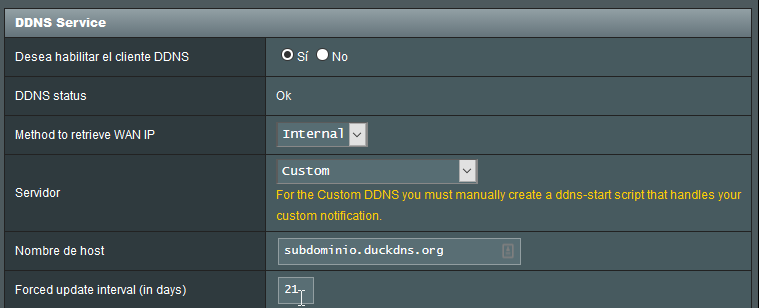 DDNS Service
Desea habilitar el cliente DDNS Sí No
DDNS status Ok
Method to retrieve WAN IP Internal
Servidor Custom
For the Custom DDNS you must manually create a ddns-start script that handles your
custom notification.
Nombre de host subdominio.duckdns.org
Forced update interval (in days) 21